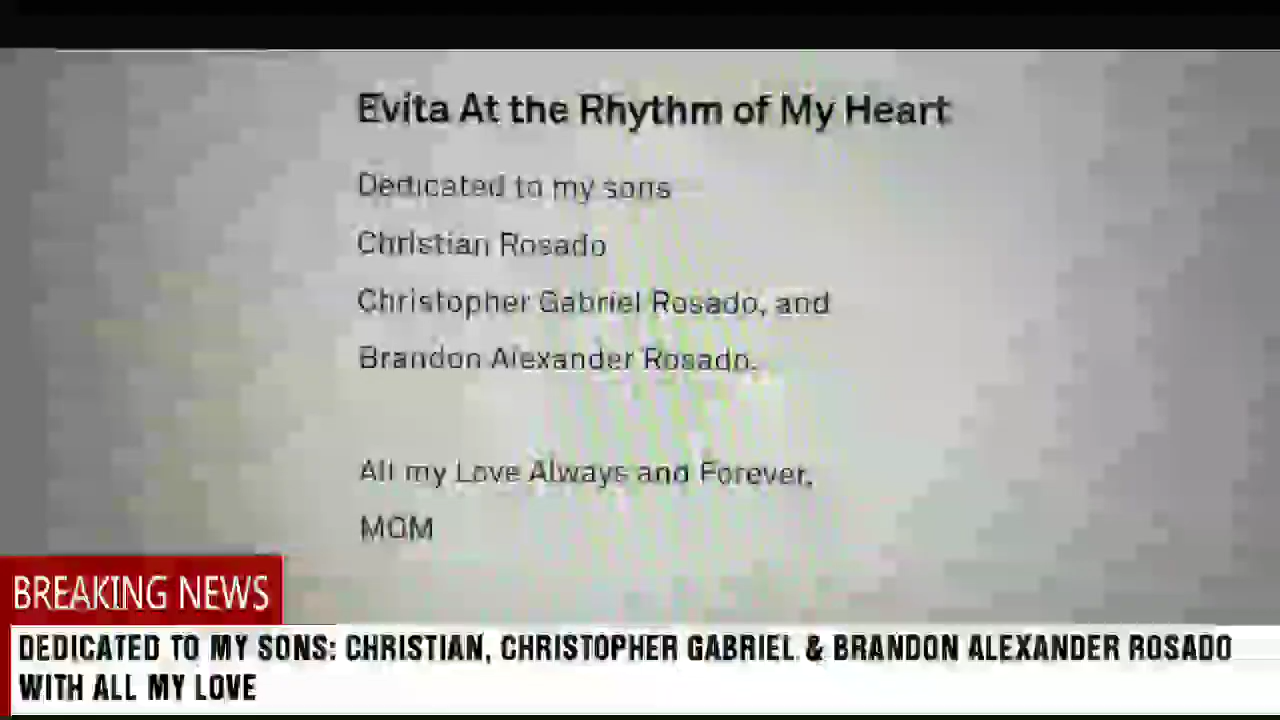 Evita At the Rhythm of My Heart
Dedicated to my sons
Christian Rosado
Christopher Gabriel Rosado, and
Brandon Alexander Rosado.
All my Love Always and Forever,
MOM
BREAKING NEWS
DEDICATED TO MY SONS: CHRISTIAN, CHRISTOPHER GABRIEL & BRANDON ALEXANDER ROSADO
WITH ALL MY LOVE